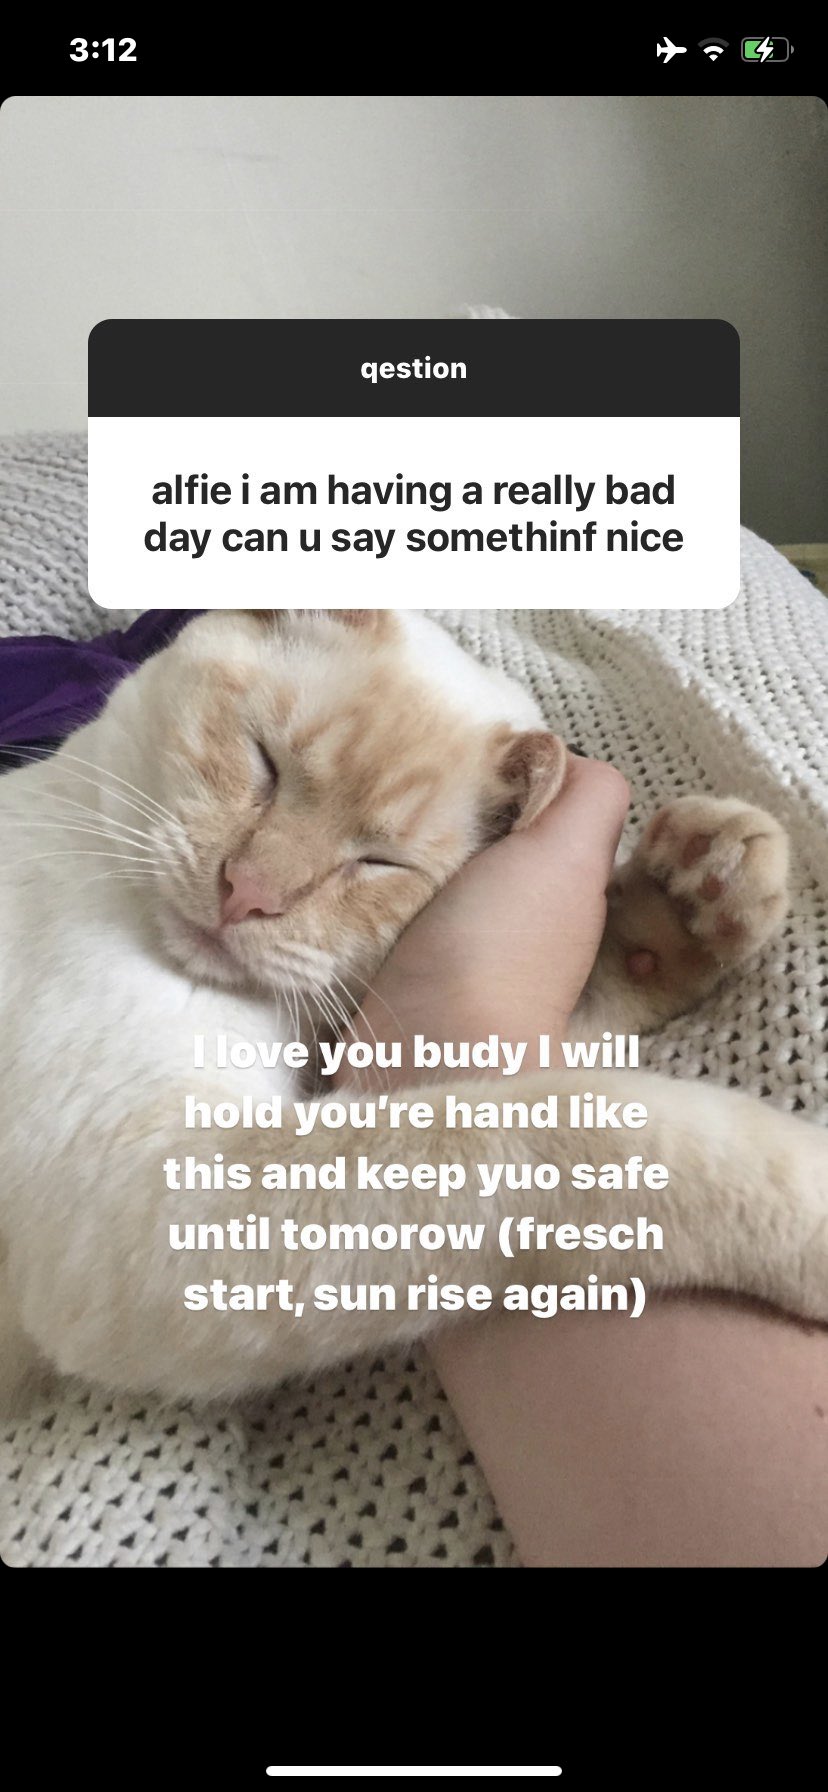 3:12
qestion
alfie i am having a really bad
day can u say somethinf nice
I love you budy I will
hold you're hand like
this and keep yuo safe
until tomorow (fresch
start, sun rise again)